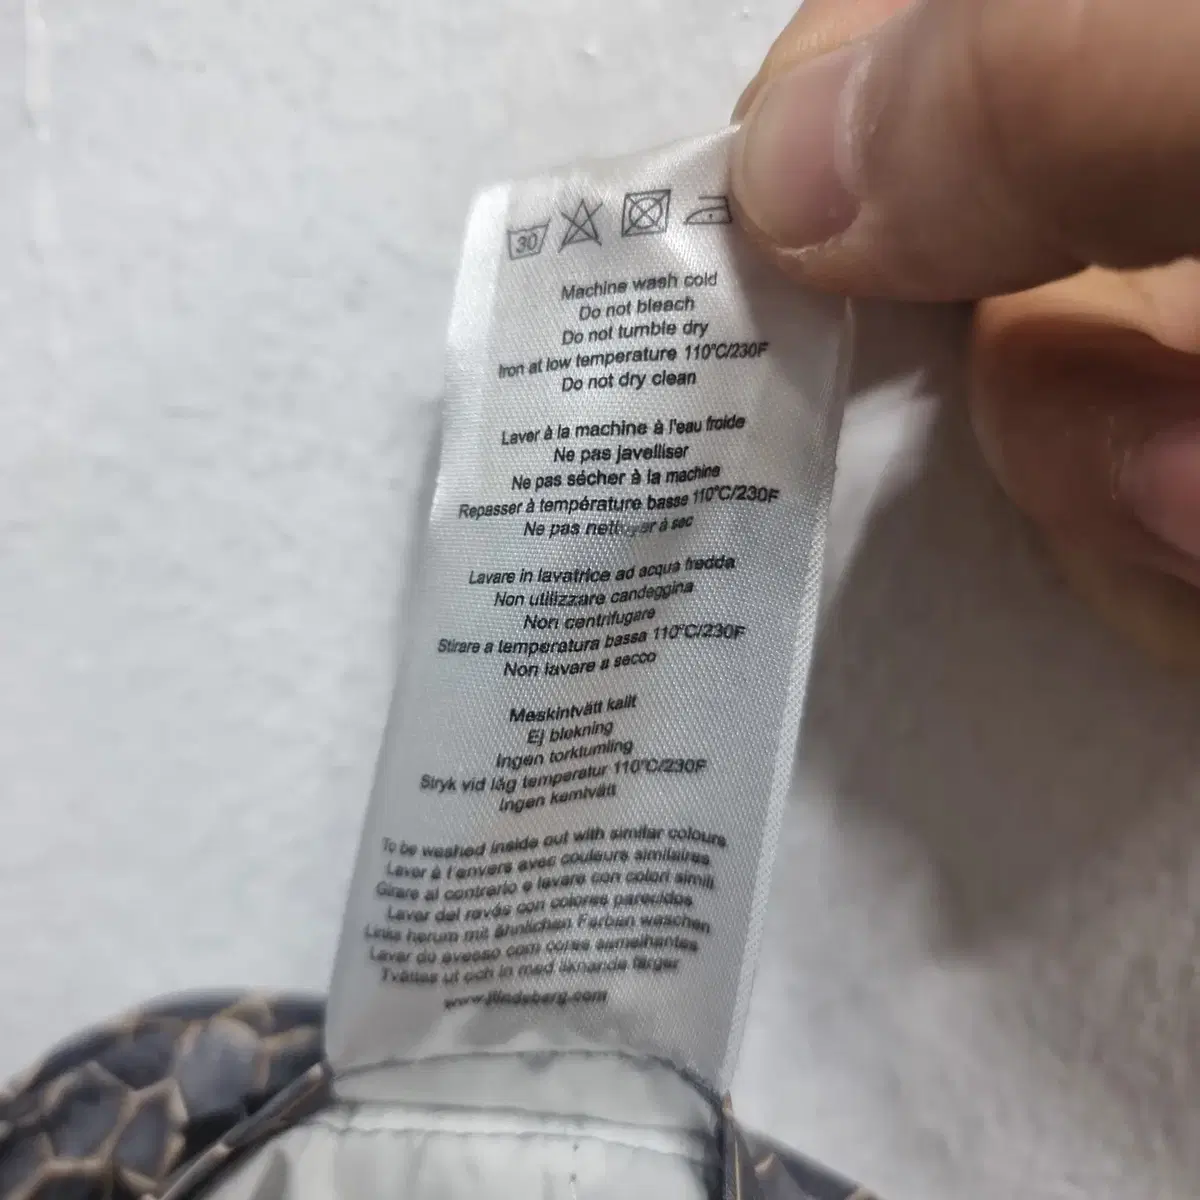 30
Machine wash cold
Do not bleach
Do not tumble dry
Iron at low temperature 110°C/230F
Do not dry clean
Laver à la machine à l'eau froide
Ne pas javelliser
Ne pas sécher à la machine
Repasser à température basse 110°C/230F
Ne pas nettoyer à sec
Lavare in lavatrice ad acqua fredda
Non utilizzare candeggina
Non centrifugare
Stirare a temperatura bassa 110°C/230F
Non lavare a secco
Maskintvätt kallt
Ej blekning
Ingen torktumling
Stryk vid låg temperatur 110°C/230F
Ingen kemtvätt
To be washed inside out with similar colours
Laver à l'envers avec couleurs similaires
Girare al contrario e lavare con colori simili
Lavar del revés con colores parecidos
Links herum mit ähnlichen Farben waschen
Lavar do avesso com cores semelhantes
Tvättas ut och in med liknande färger
www.jlindeberg.com